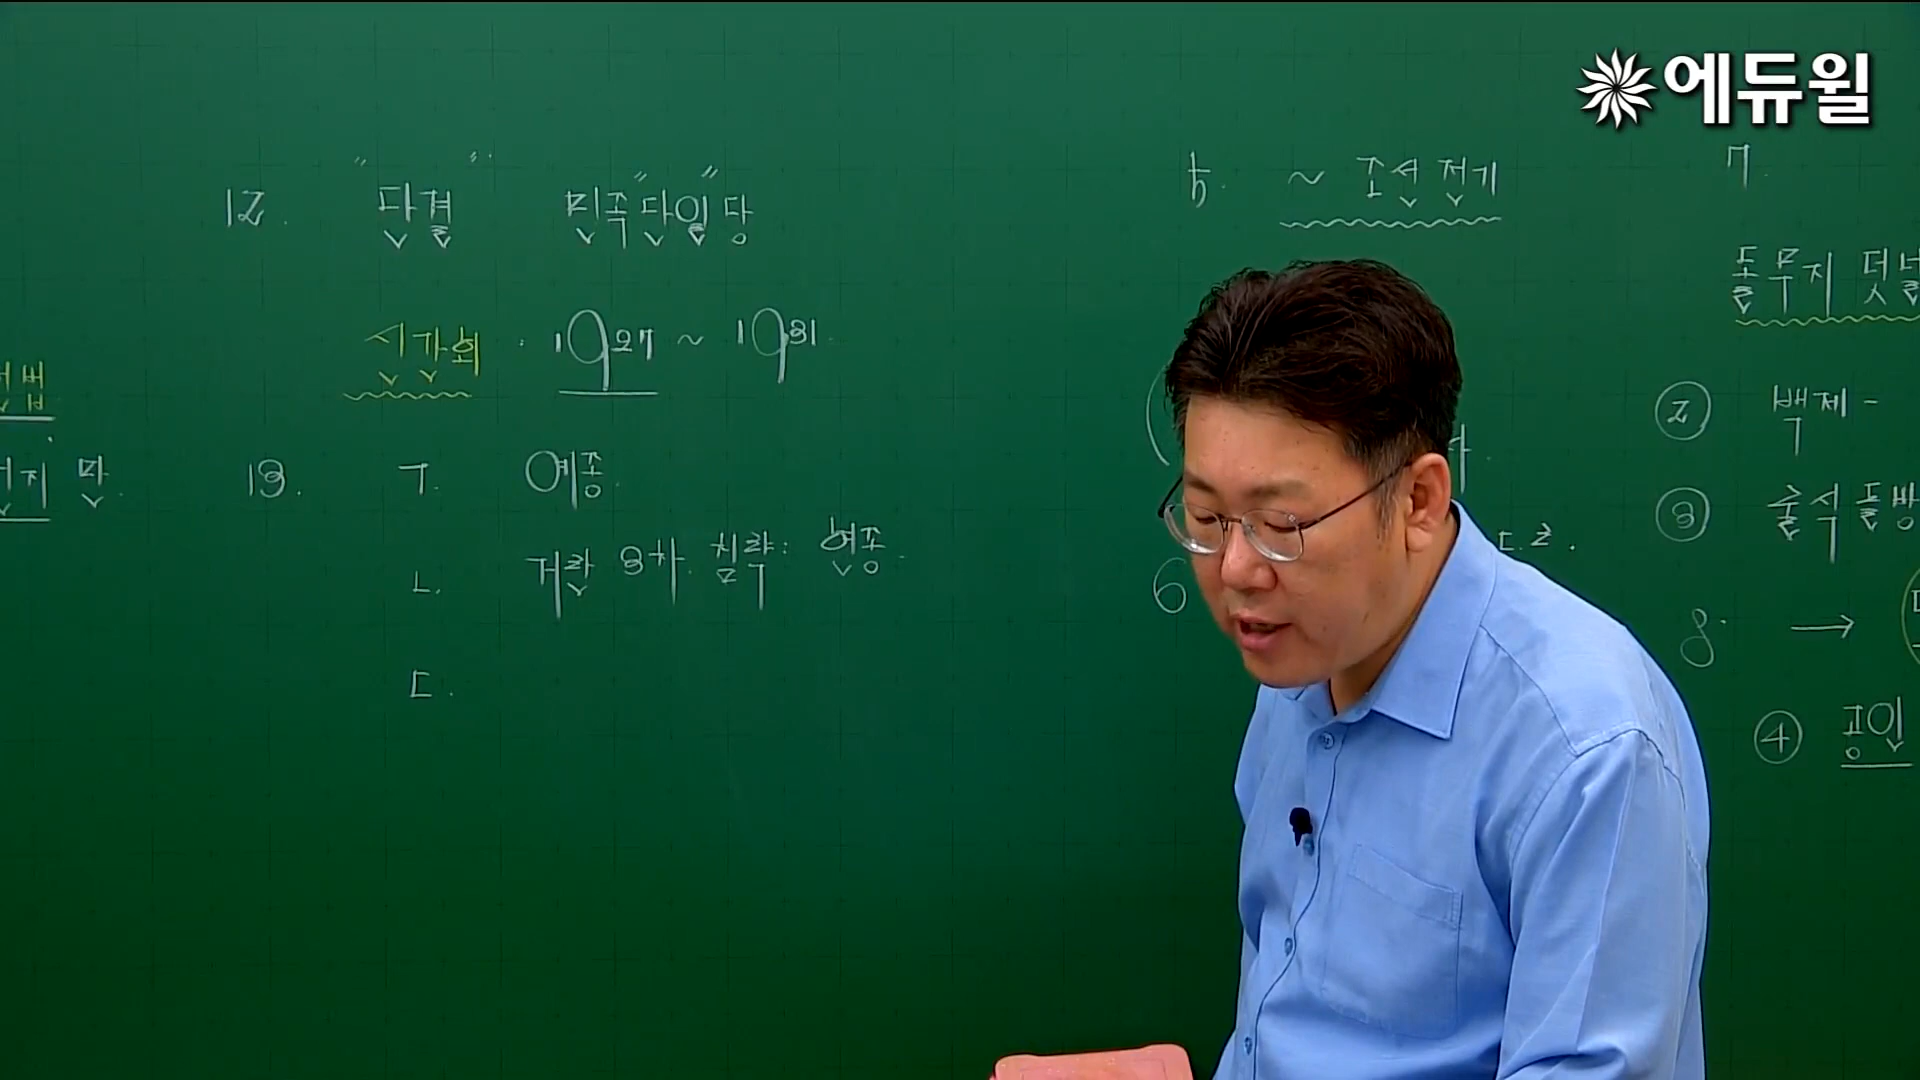 에듀윌
12. "단결" 민족"단일"당
신간회 : 1927 ~ 1931.
13. ㄱ. 예종
ㄴ. 거란 3차 침략: 현종.
ㄷ.
5. ~ 조선 전기
6
7.
돌무지 덧널
② 백제 -
③ 굴식 돌방
8. →
④ 공인